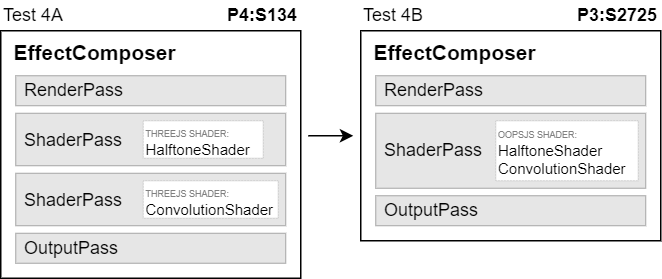 Test 4A P4:S134
EffectComposer
RenderPass
ShaderPass
THREEJS SHADER:
HalftoneShader
ShaderPass
THREEJS SHADER:
ConvolutionShader
OutputPass
Test 4B P3:S2725
EffectComposer
RenderPass
ShaderPass
OOPSJS SHADER:
HalftoneShader
ConvolutionShader
OutputPass